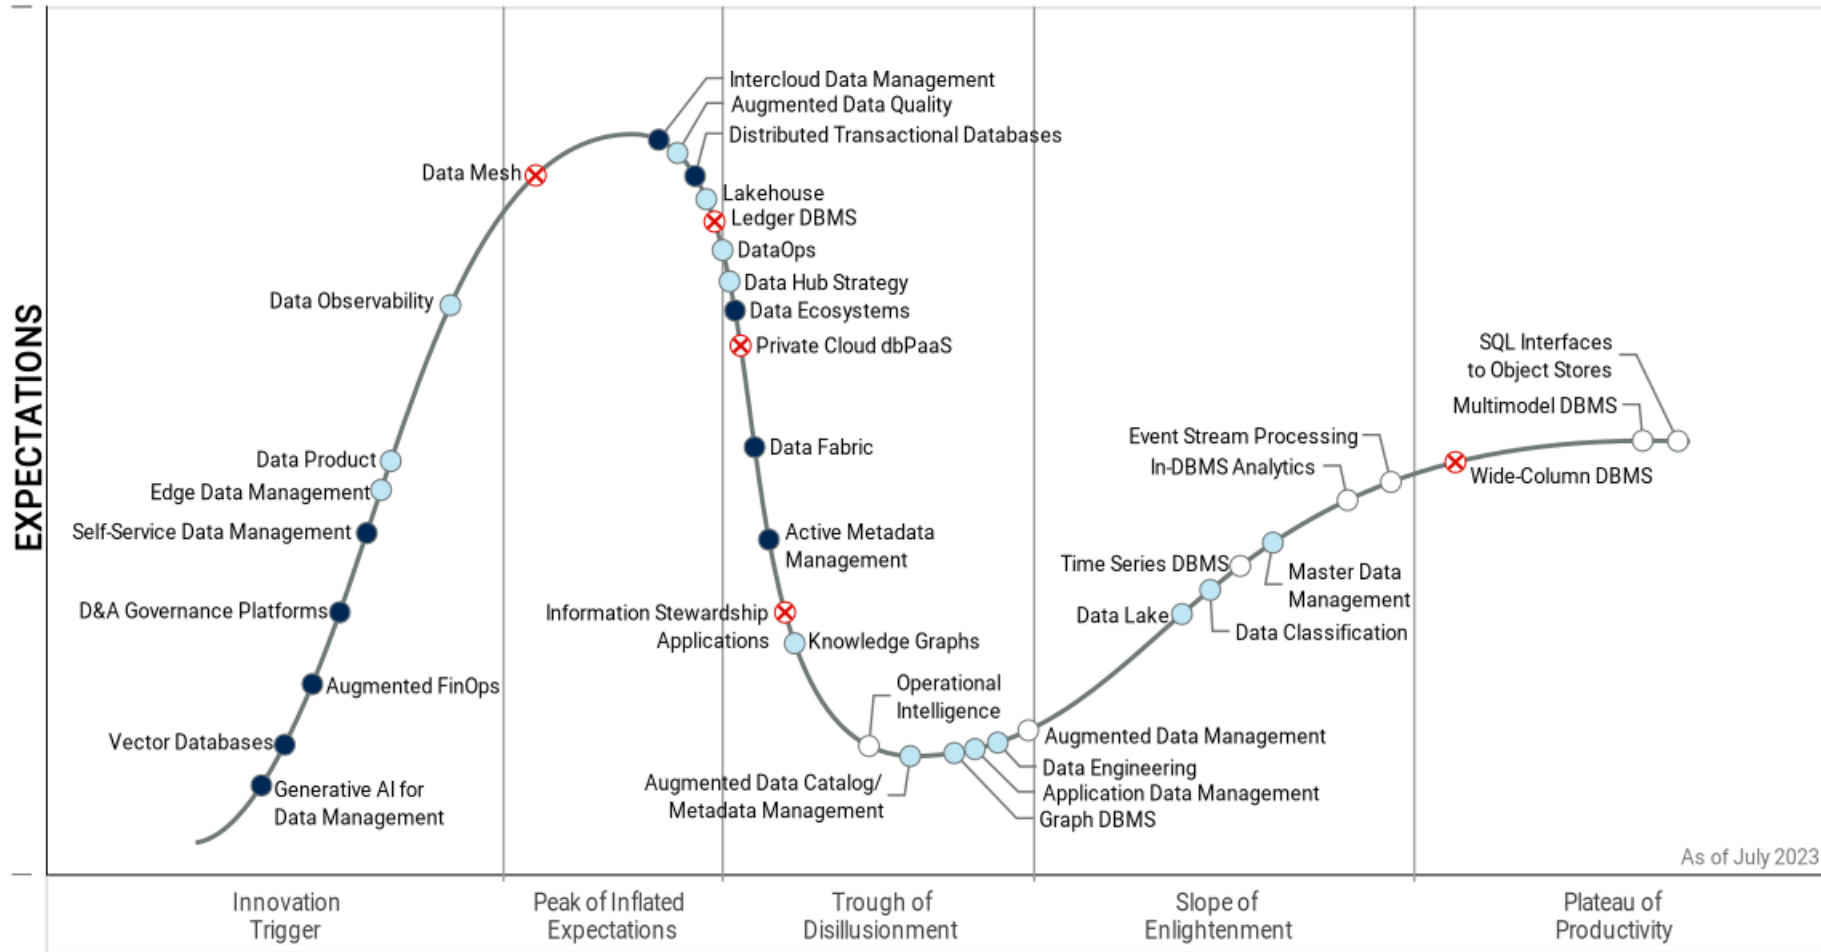 EXPECTATIONS
Intercloud Data Management
Augmented Data Quality
Distributed Transactional Databases
Data Mesh
Lakehouse
Ledger DBMS
DataOps
Data Hub Strategy
Data Observability
Data Ecosystems
Private Cloud dbPaaS
SQL Interfaces
to Object Stores
Multimodel DBMS
Event Stream Processing
Data Fabric
Data Product
In-DBMS Analytics
Wide-Column DBMS
Edge Data Management
Self-Service Data Management
Active Metadata
Management
Time Series DBMS
Master Data
Management
D&A Governance Platforms
Information Stewardship
Applications
Knowledge Graphs
Data Lake
Data Classification
Augmented FinOps
Operational
Intelligence
Vector Databases
Augmented Data Management
Data Engineering
Generative AI for
Data Management
Augmented Data Catalog/
Metadata Management
Application Data Management
Graph DBMS
As of July 2023
Innovation
Trigger
Peak of Inflated
Expectations
Trough of
Disillusionment
Slope of
Enlightenment
Plateau of
Productivity